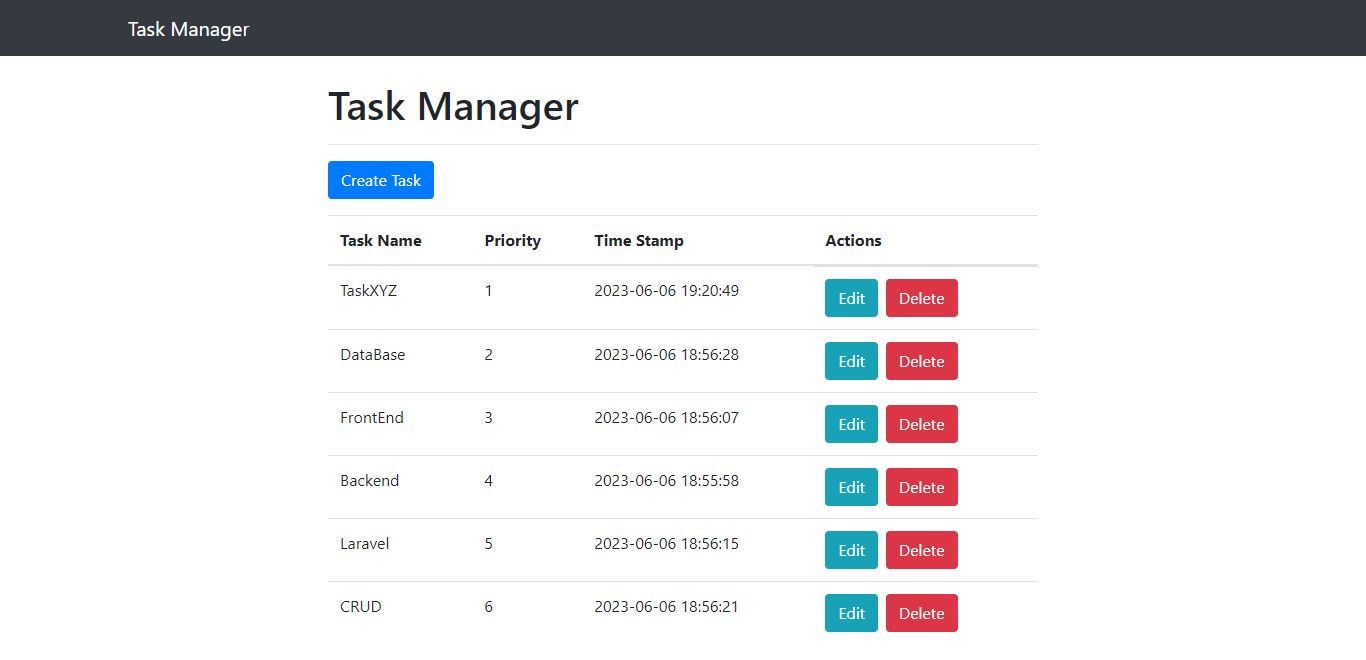 Task Manager
Task Manager
Create Task
Task Name Priority Time Stamp Actions
TaskXYZ 1 2023-06-06 19:20:49 Edit Delete
DataBase 2 2023-06-06 18:56:28 Edit Delete
FrontEnd 3 2023-06-06 18:56:07 Edit Delete
Backend 4 2023-06-06 18:55:58 Edit Delete
Laravel 5 2023-06-06 18:56:15 Edit Delete
CRUD 6 2023-06-06 18:56:21 Edit Delete